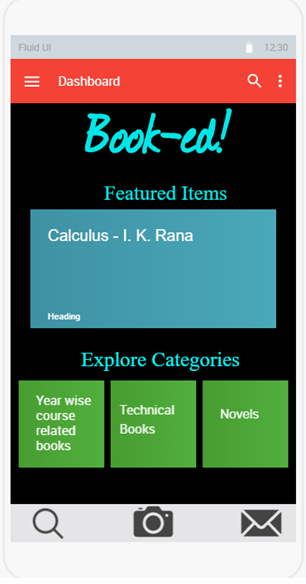 Fluid UI 12:30
Dashboard
Book-ed!
Featured Items
Calculus - I. K. Rana
Heading
Explore Categories
Year wise
course
related
books
Technical
Books
Novels